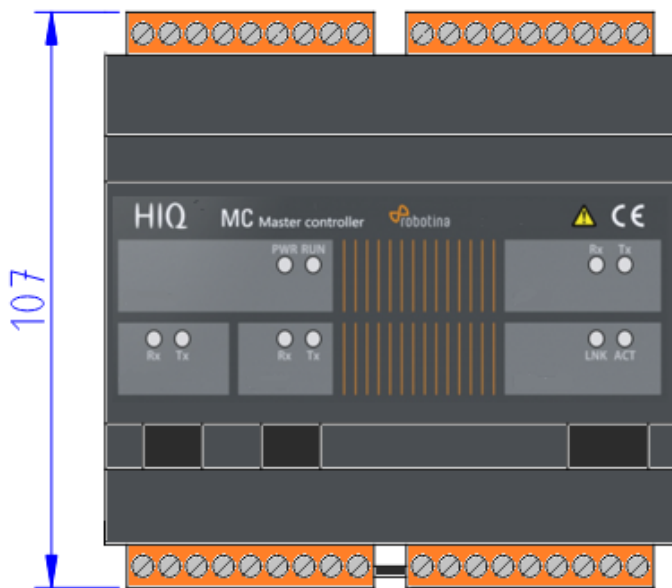 HIQ MC Master controller robotina CE
PWR RUN Rx Tx
107
Rx Tx Rx Tx LNK ACT